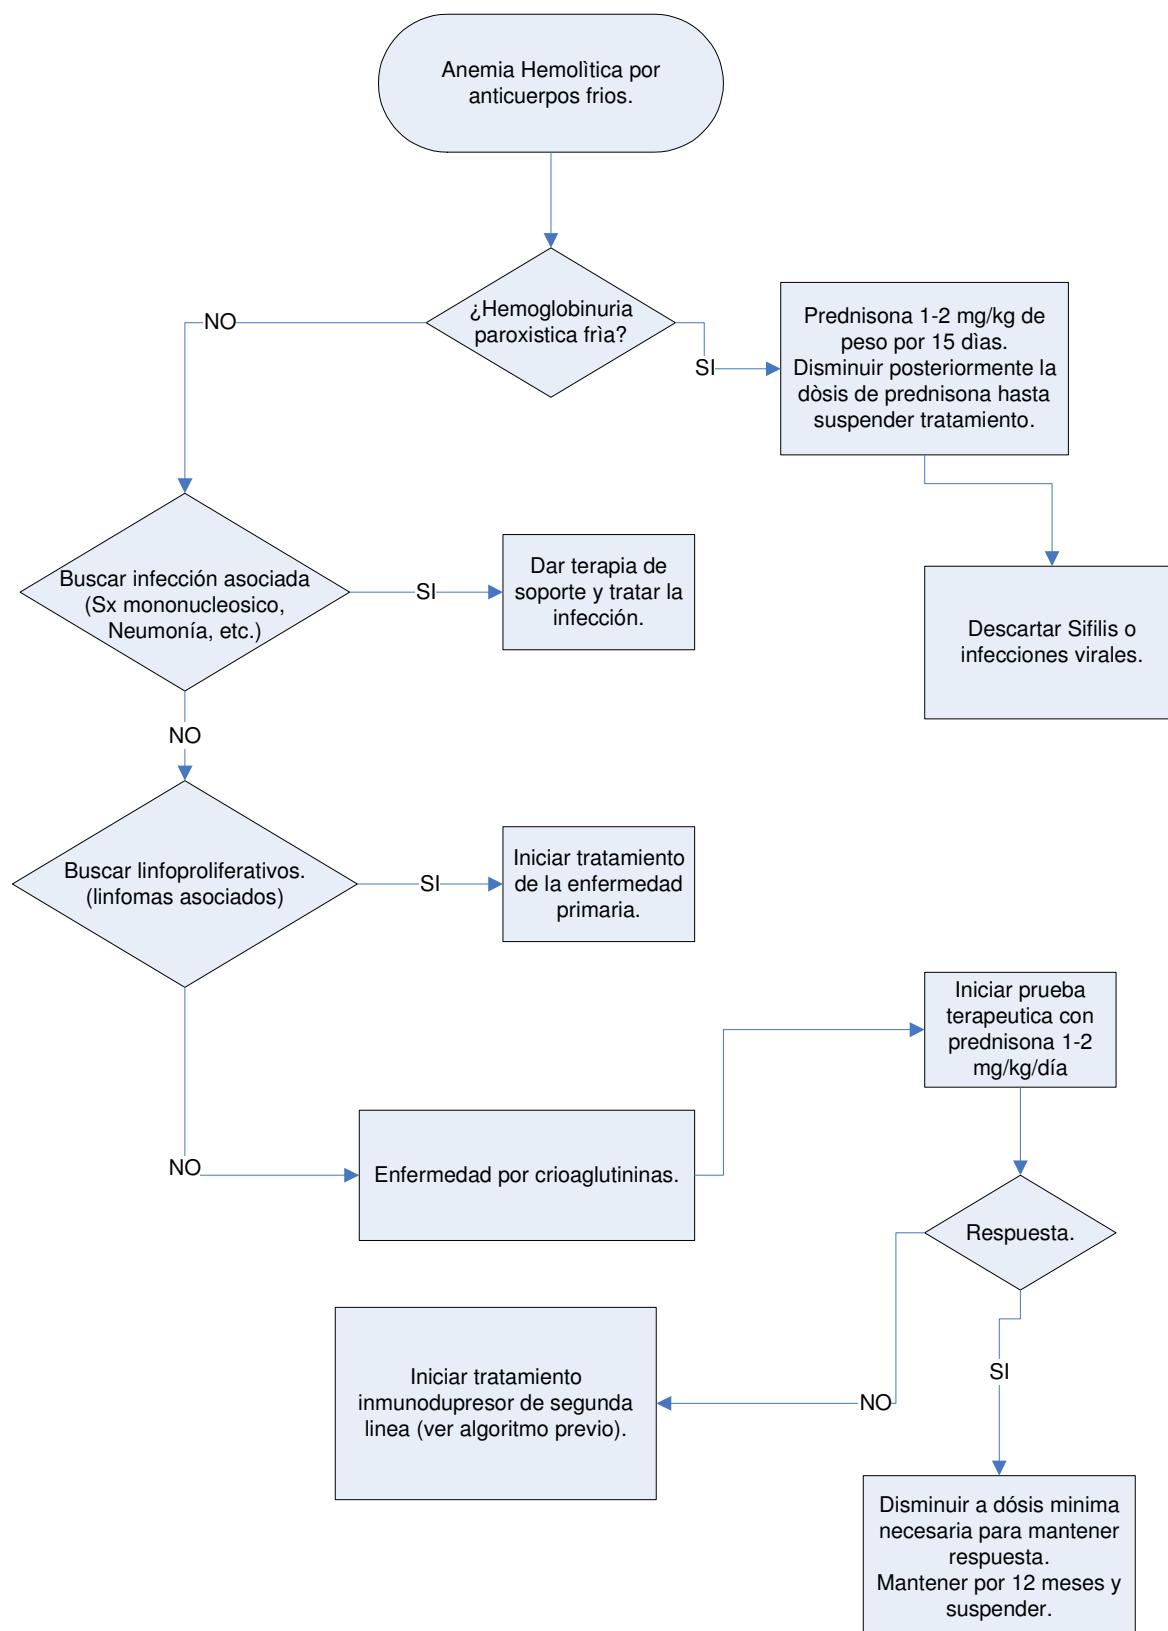 Anemia Hemolìtica por
anticuerpos frios.
¿Hemoglobinuria
paroxistica frìa?
NO
SI
Prednisona 1-2 mg/kg de
peso por 15 dìas.
Disminuir posteriormente la
dòsis de prednisona hasta
suspender tratamiento.
Buscar infección asociada
(Sx mononucleosico,
Neumonía, etc.)
SI
Dar terapia de
soporte y tratar la
infección.
Descartar Sifilis o
infecciones virales.
NO
Buscar linfoproliferativos.
(linfomas asociados)
SI
Iniciar tratamiento
de la enfermedad
primaria.
Iniciar prueba
terapeutica con
prednisona 1-2
mg/kg/día
NO
Enfermedad por crioaglutininas.
Respuesta.
Iniciar tratamiento
inmunodupresor de segunda
linea (ver algoritmo previo).
NO
SI
Disminuir a dósis minima
necesaria para mantener
respuesta.
Mantener por 12 meses y
suspender.